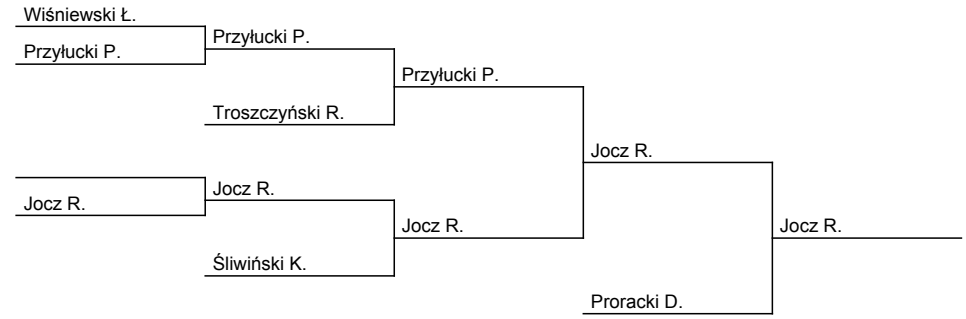 Wiśniewski Ł.
Przyłucki P.
Przyłucki P.
Przyłucki P.
Troszczyński R.
Jocz R.
Jocz R.
Jocz R.
Jocz R.
Jocz R.
Śliwiński K.
Proracki D.